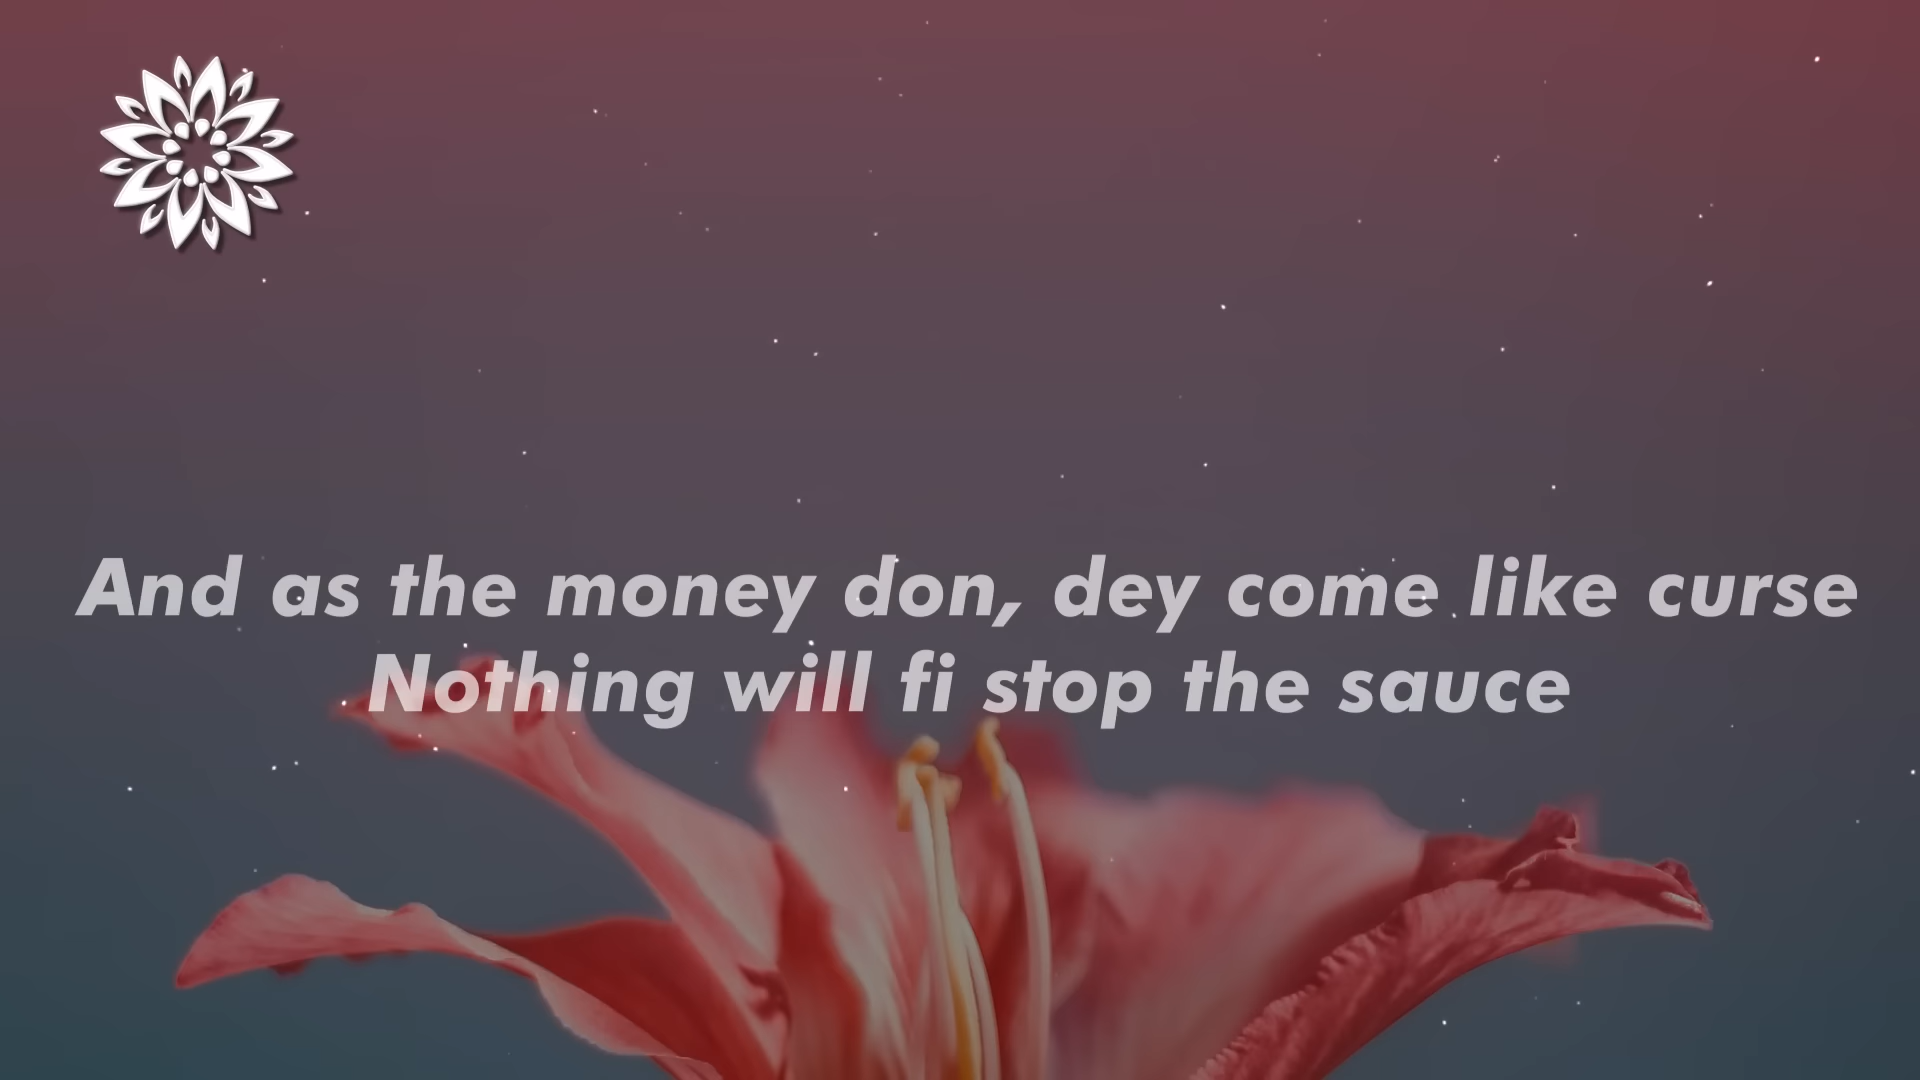 And as the money don, dey come like curse
Nothing will fi stop the sauce